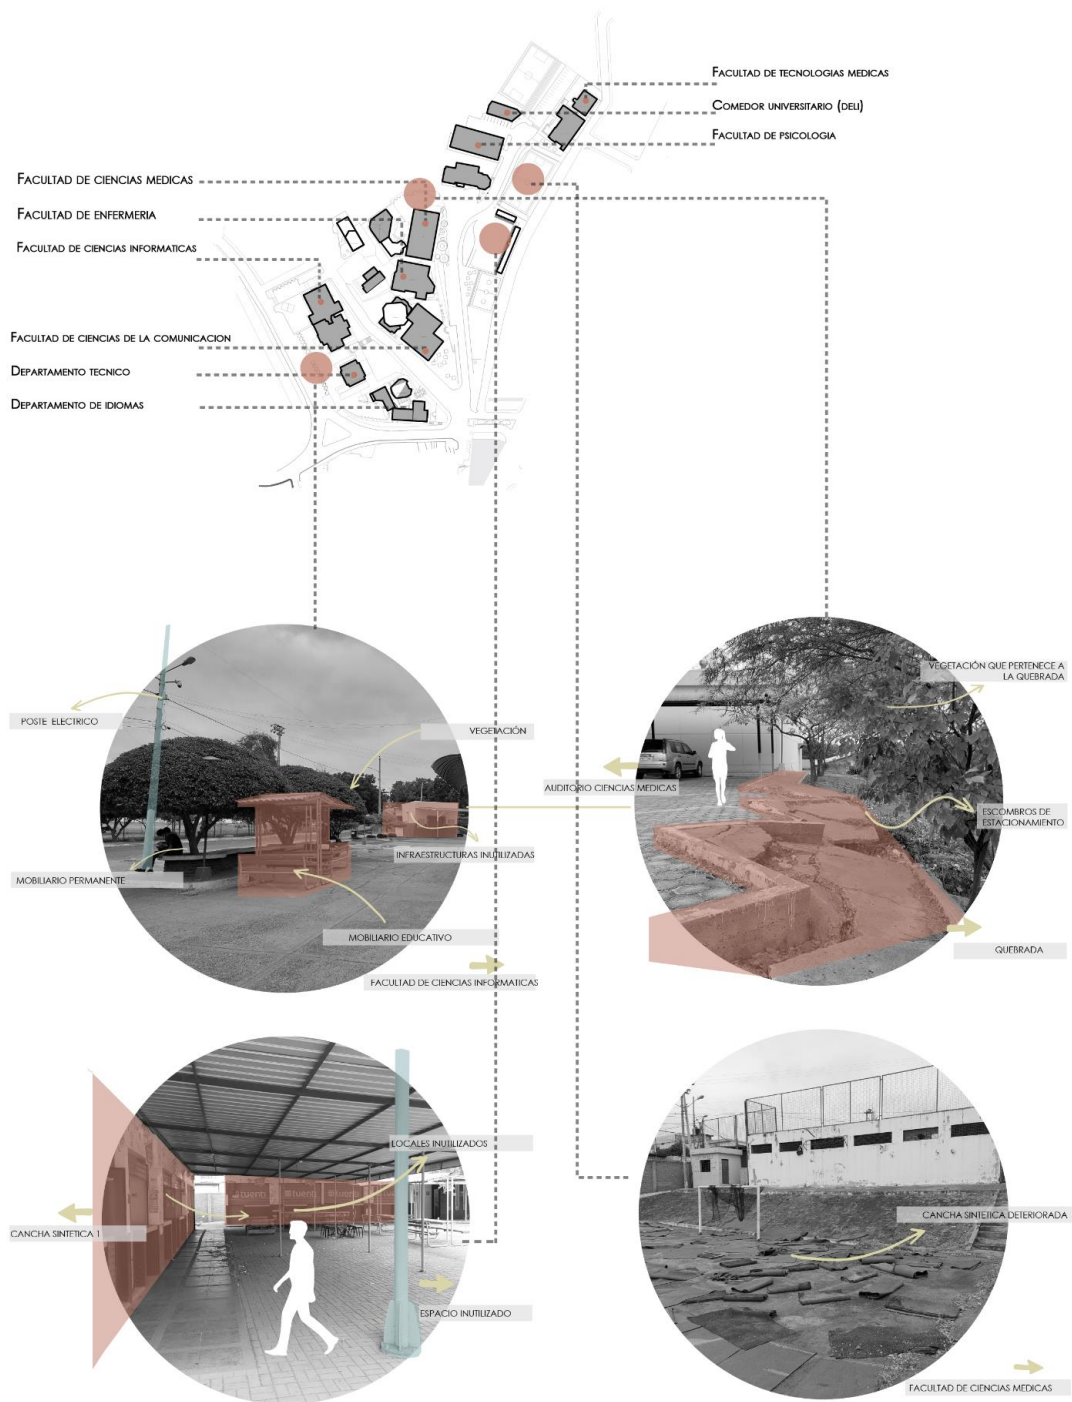 FACULTAD DE TECNOLOGIAS MEDICAS
COMEDOR UNIVERSITARIO (DELI)
FACULTAD DE PSICOLOGIA
FACULTAD DE CIENCIAS MEDICAS
FACULTAD DE ENFERMERIA
FACULTAD DE CIENCIAS INFORMATICAS
FACULTAD DE CIENCIAS DE LA COMUNICACION
DEPARTAMENTO TECNICO
DEPARTAMENTO DE IDIOMAS
POSTE ELECTRICO
VEGETACIÓN
INFRAESTRUCTURAS INUTILIZADAS
MOBILIARIO PERMANENTE
MOBILIARIO EDUCATIVO
FACULTAD DE CIENCIAS INFORMATICAS
VEGETACIÓN QUE PERTENECE A
LA QUEBRADA
AUDITORIO CIENCIAS MEDICAS
ESCOMBROS DE
ESTACIONAMIENTO
QUEBRADA
LOCALES INUTILIZADOS
tuenti
tuenti
CANCHA SINTETICA 1
ESPACIO INUTILIZADO
CANCHA SINTETICA DETERIORADA
FACULTAD DE CIENCIAS MEDICAS